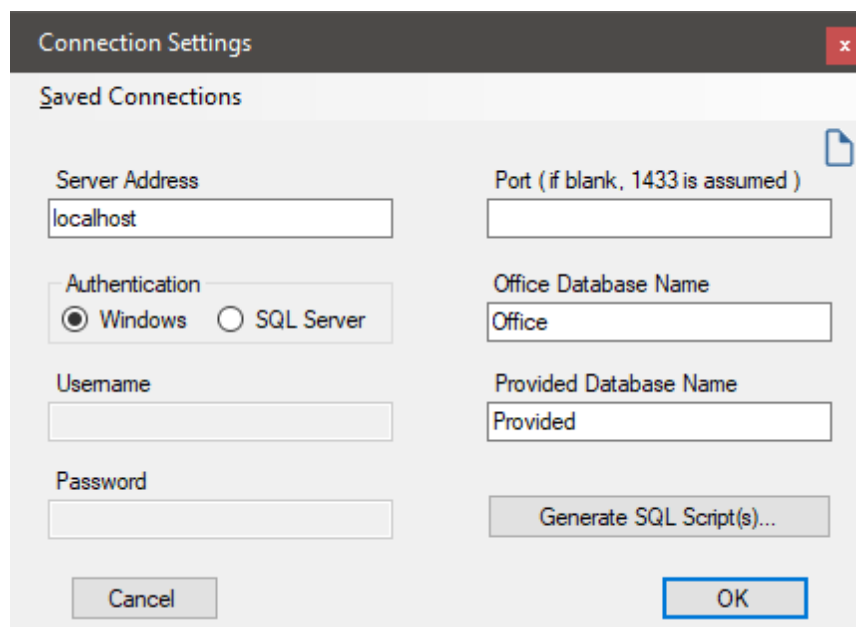 Connection Settings
x
Saved Connections
Server Address
Port ( if blank, 1433 is assumed )
localhost
Authentication
Office Database Name
Windows
SQL Server
Office
Username
Provided Database Name
Provided
Password
Generate SQL Script(s)...
Cancel
OK